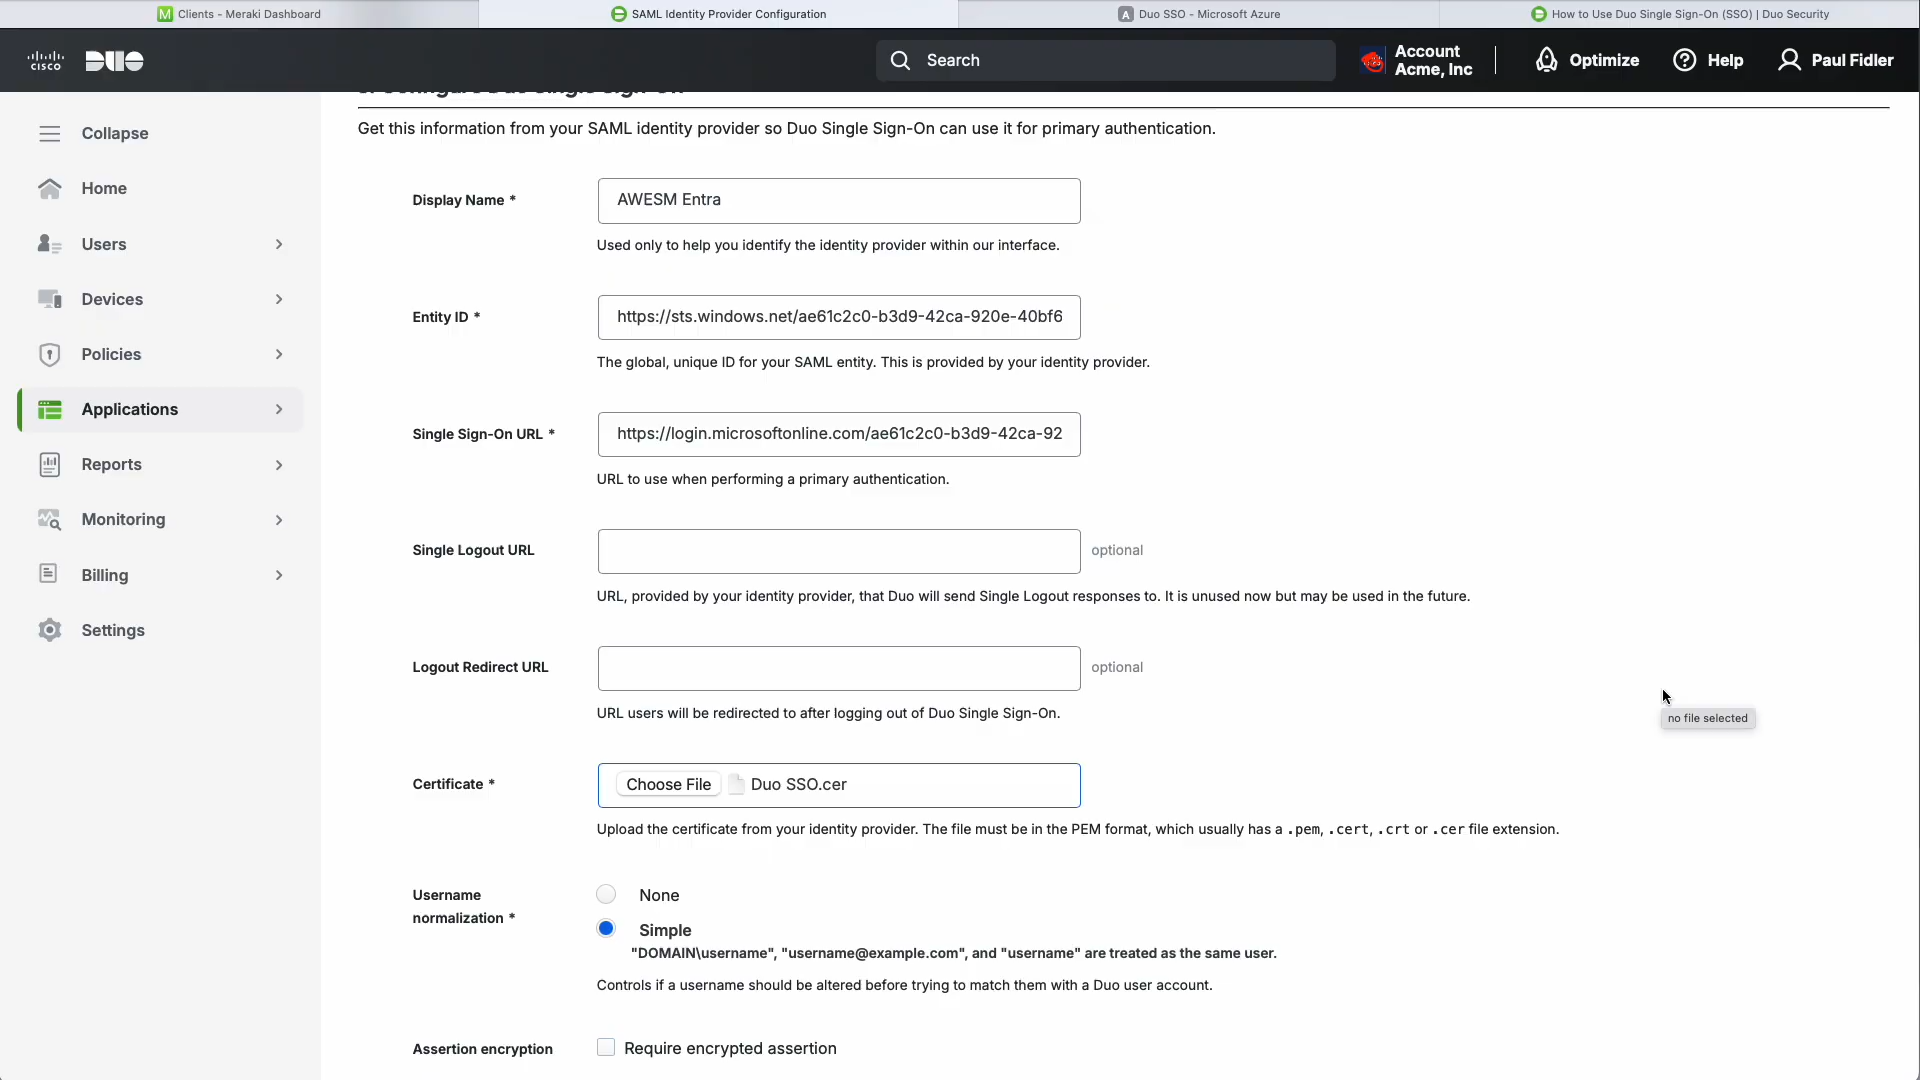 Clients - Meraki Dashboard
SAML Identity Provider Configuration
Duo SSO - Microsoft Azure
How to Use Duo Single Sign-On (SSO) | Duo Security
CISCO
DUO
Search
Account
Acme, Inc
Optimize
Help
Paul Fidler
Collapse
Home
Users
Devices
Policies
Applications
Reports
Monitoring
Billing
Settings
Get this information from your SAML identity provider so Duo Single Sign-On can use it for primary authentication.
Display Name *
AWESM Entra
Used only to help you identify the identity provider within our interface.
Entity ID *
https://sts.windows.net/ae61c2c0-b3d9-42ca-920e-40bf6
The global, unique ID for your SAML entity. This is provided by your identity provider.
Single Sign-On URL *
https://login.microsoftonline.com/ae61c2c0-b3d9-42ca-92
URL to use when performing a primary authentication.
Single Logout URL
optional
URL, provided by your identity provider, that Duo will send Single Logout responses to. It is unused now but may be used in the future.
Logout Redirect URL
optional
URL users will be redirected to after logging out of Duo Single Sign-On.
no file selected
Certificate *
Choose File Duo SSO.cer
Upload the certificate from your identity provider. The file must be in the PEM format, which usually has a .pem, .cert, .crt or .cer file extension.
Username
normalization *
None
Simple
"DOMAIN\username", "username@example.com", and "username" are treated as the same user.
Controls if a username should be altered before trying to match them with a Duo user account.
Assertion encryption
Require encrypted assertion